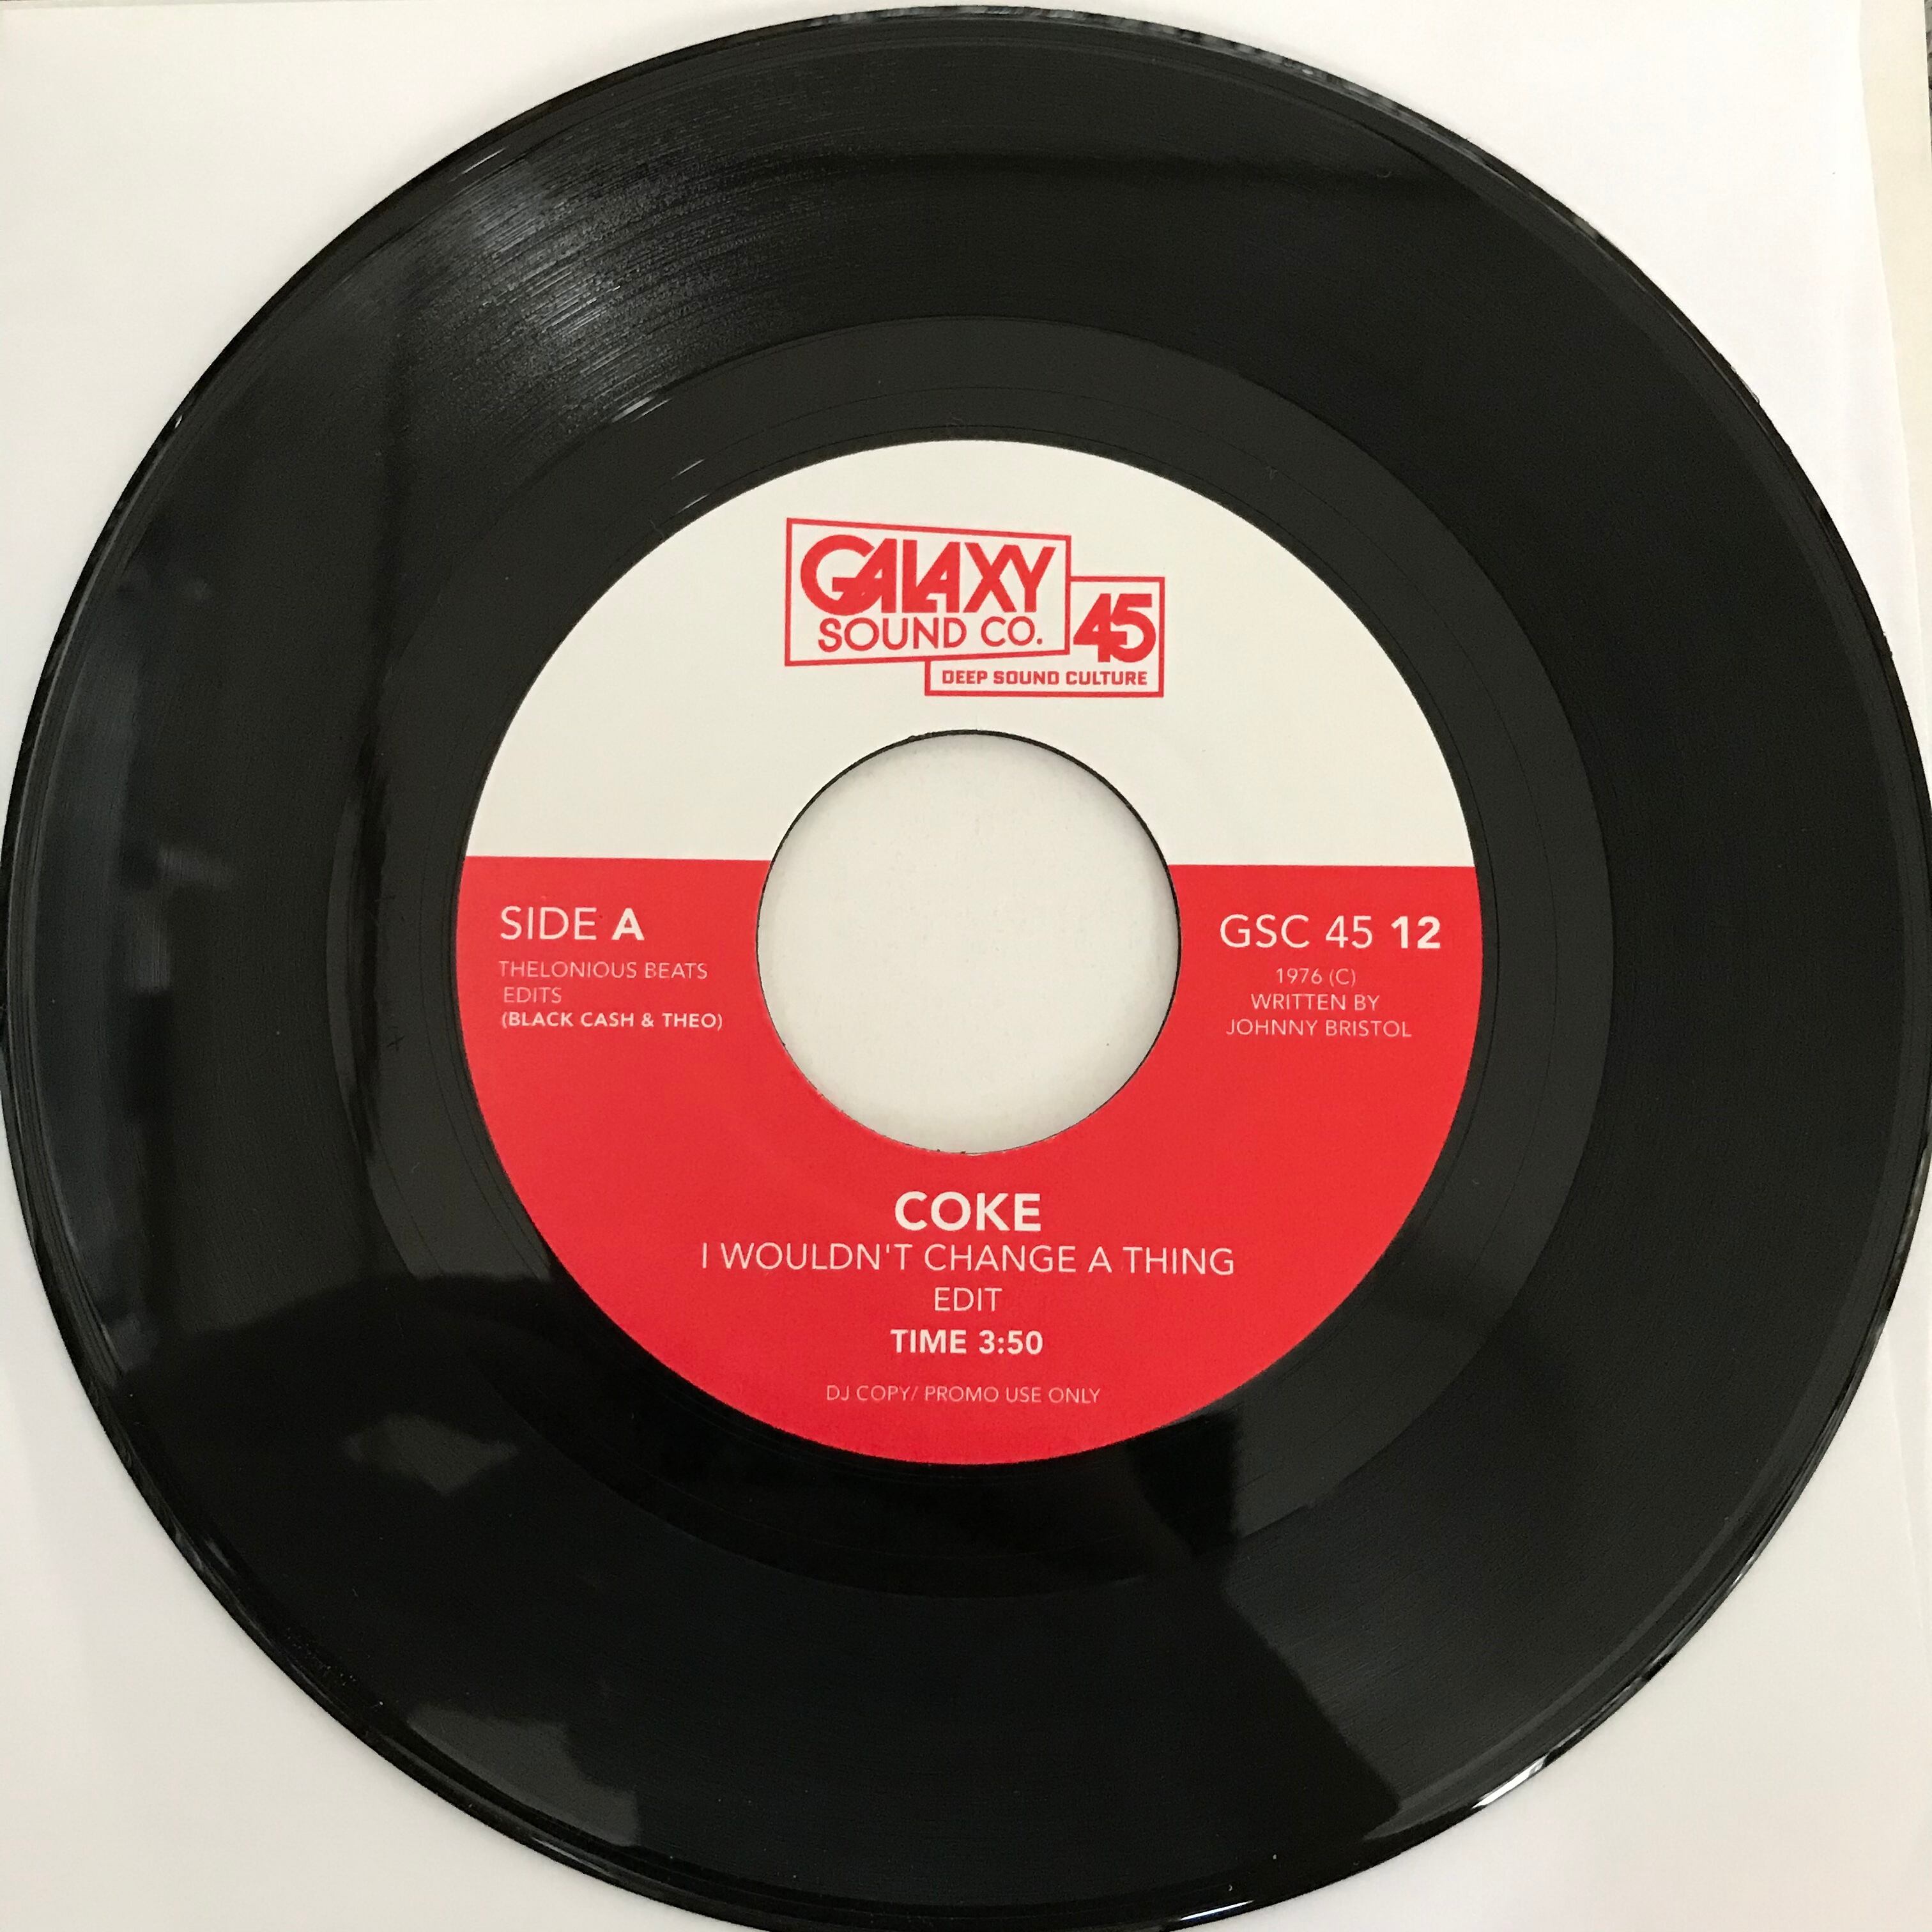 GALAXY
SOUND CO.
45
DEEP SOUND CULTURE
SIDE A
THELONIOUS BEATS
EDITS
(BLACK CASH & THEO)
GSC 45 12
1976 (C)
WRITTEN BY
JOHNNY BRISTOL
COKE
I WOULDN'T CHANGE A THING
EDIT
TIME 3:50
DJ COPY/ PROMO USE ONLY